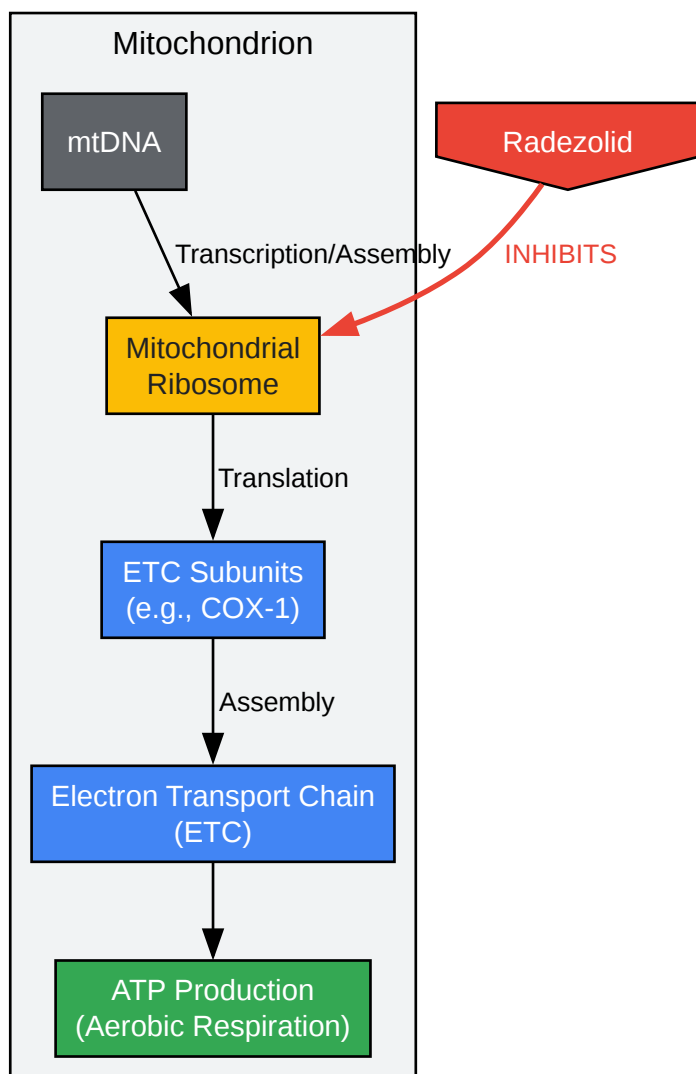 Mitochondrion
mtDNA
Radezolid
Transcription/Assembly
INHIBITS
Mitochondrial
Ribosome
Translation
ETC Subunits
(e.g., COX-1)
Assembly
Electron Transport Chain
(ETC)
ATP Production
(Aerobic Respiration)